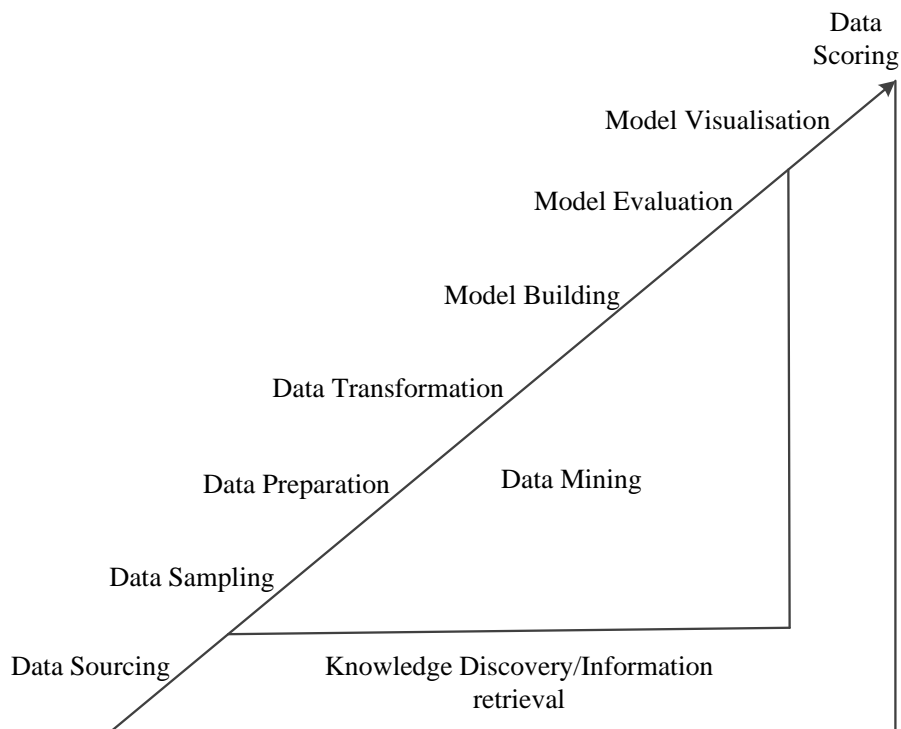 Data
Scoring
Model Visualisation
Model Evaluation
Model Building
Data Transformation
Data Preparation
Data Mining
Data Sampling
Data Sourcing
Knowledge Discovery/Information
retrieval